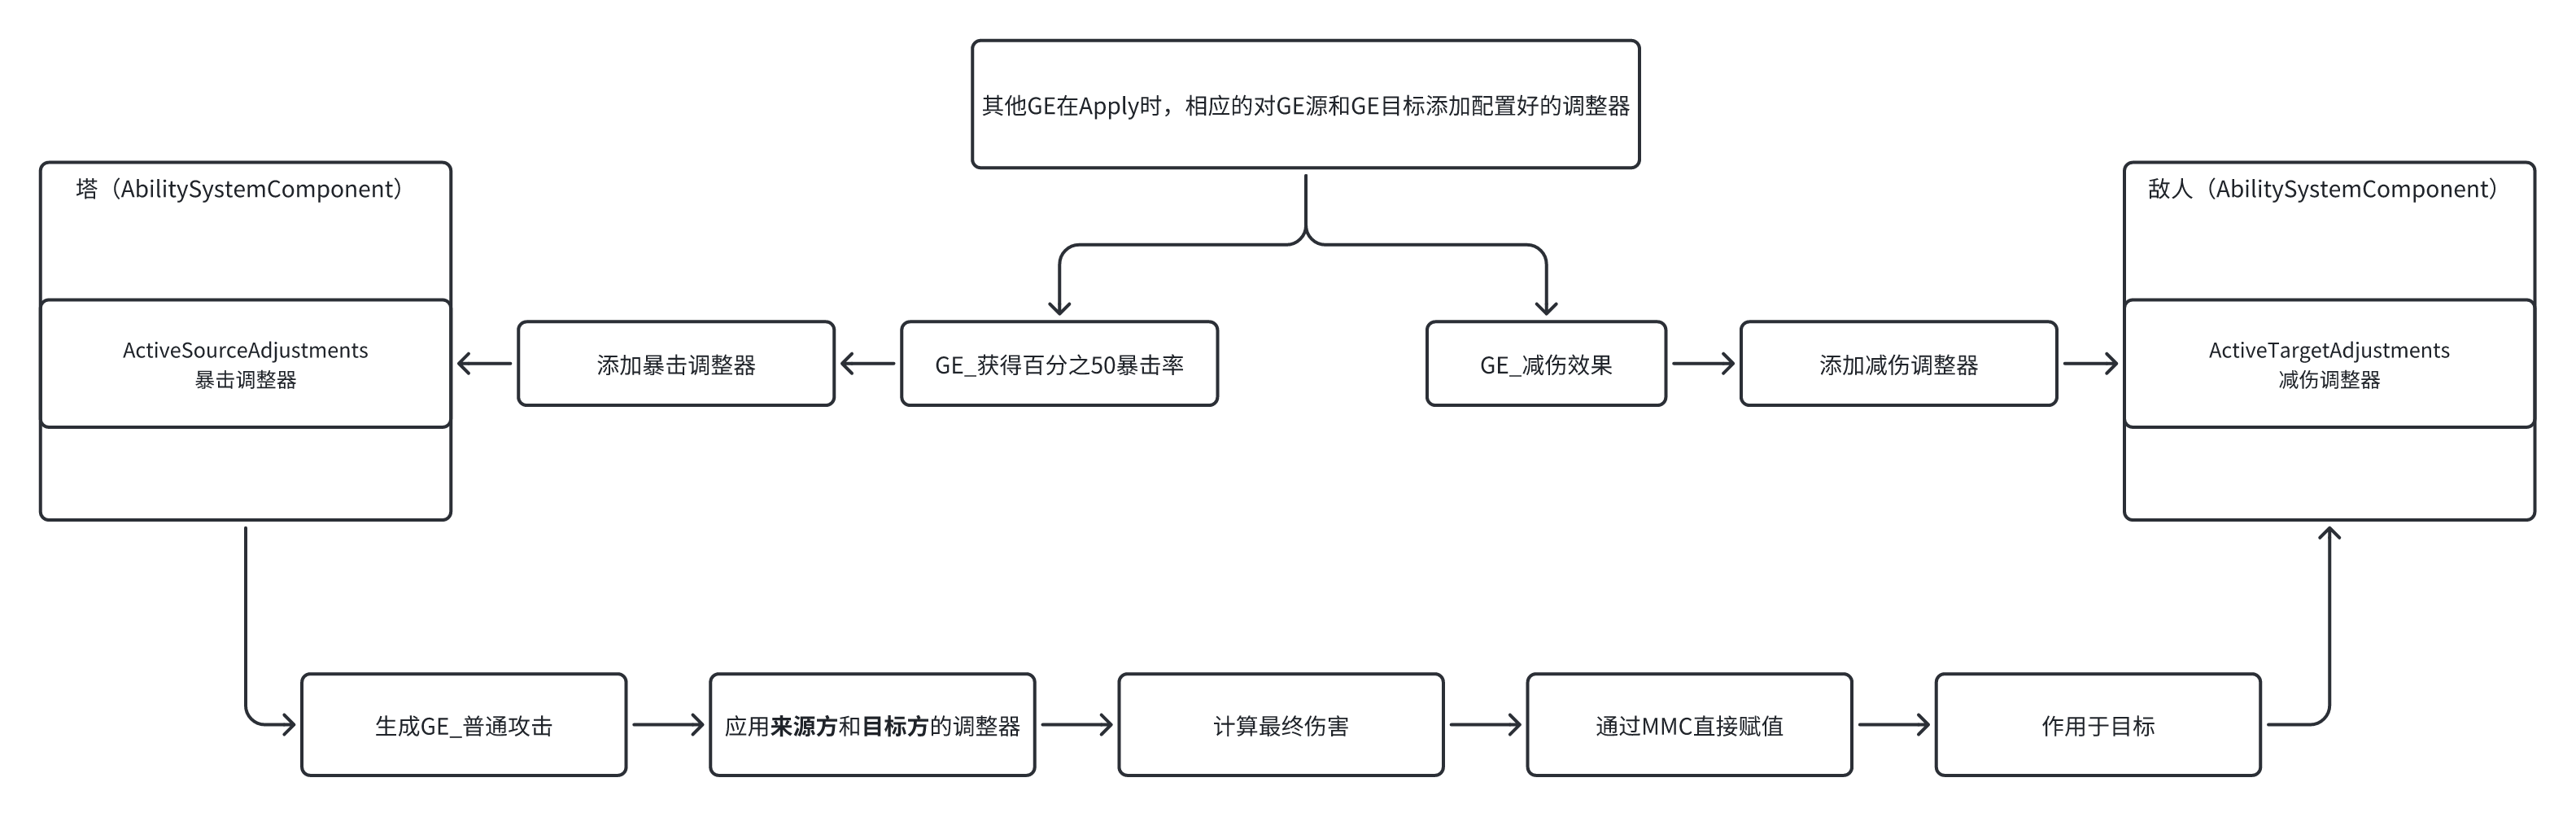 其他GE在Apply时，相应的对GE源和GE目标添加配置好的调整器
塔（AbilitySystemComponent）
敌人（AbilitySystemComponent）
ActiveSourceAdjustments
暴击调整器
添加暴击调整器
GE_获得百分之50暴击率
GE_减伤效果
添加减伤调整器
ActiveTargetAdjustments
减伤调整器
生成GE_普通攻击
应用来源方和目标方的调整器
计算最终伤害
通过MMC直接赋值
作用于目标